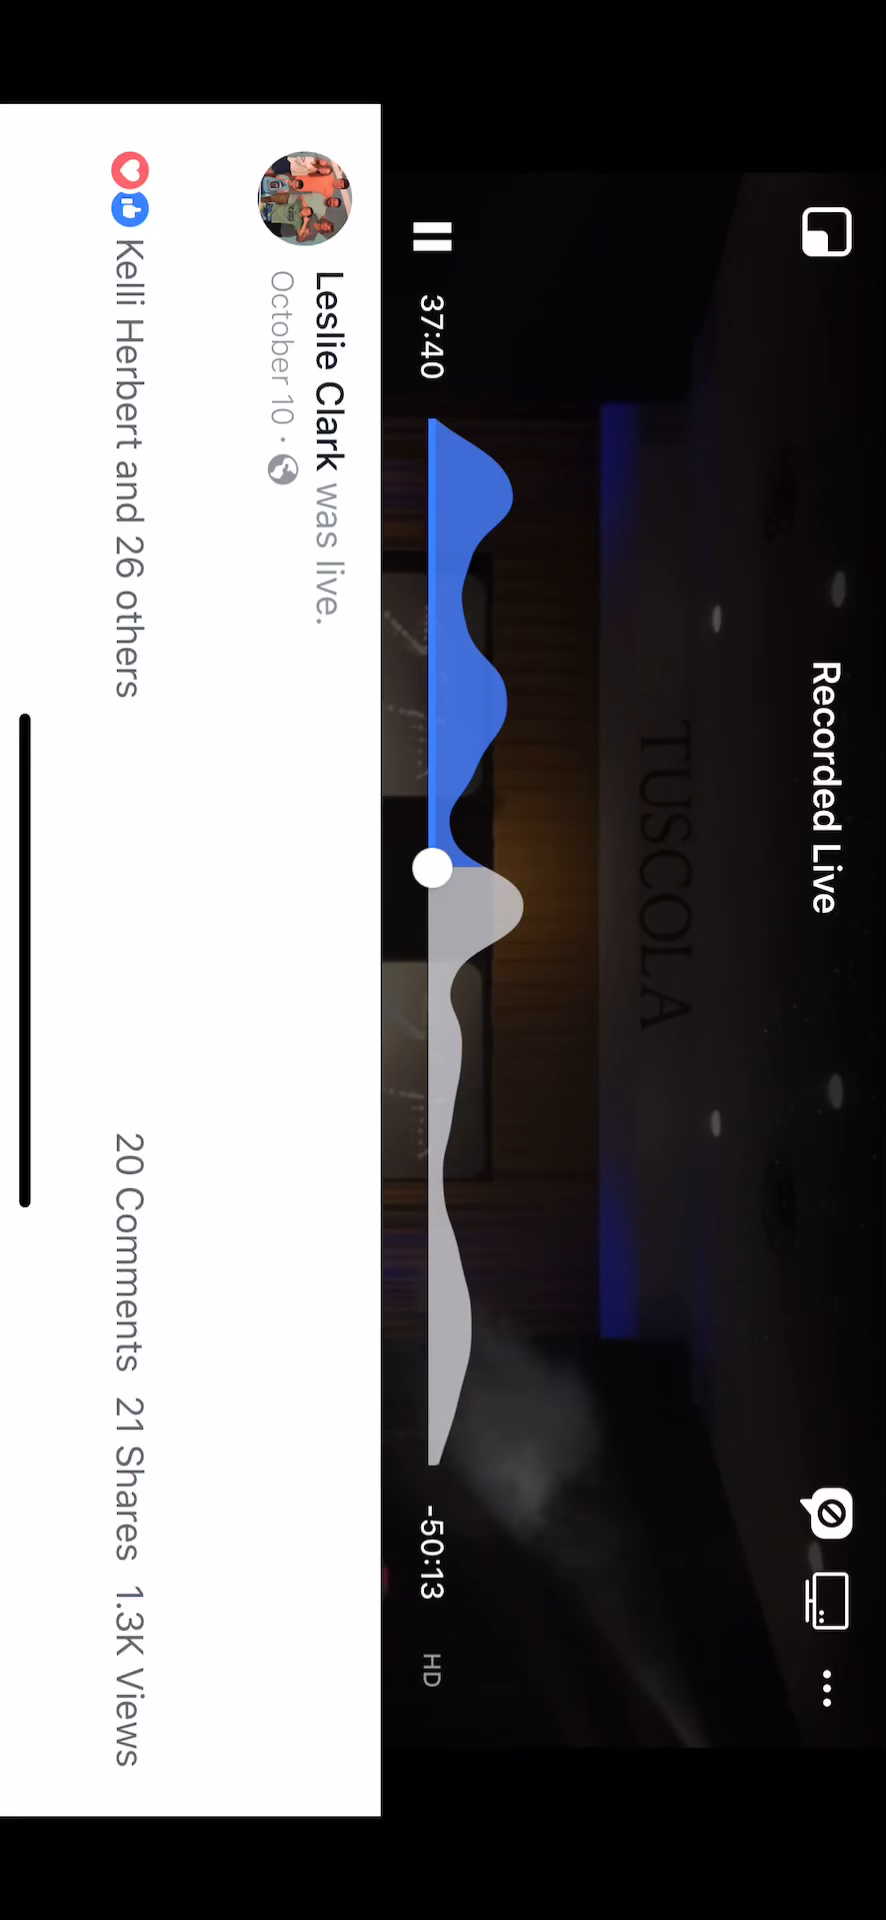 Recorded Live
TUSCOLA
37:40
-50:13
HD
Leslie Clark was live.
October 10 ·
Kelli Herbert and 26 others
20 Comments 21 Shares 1.3K Views